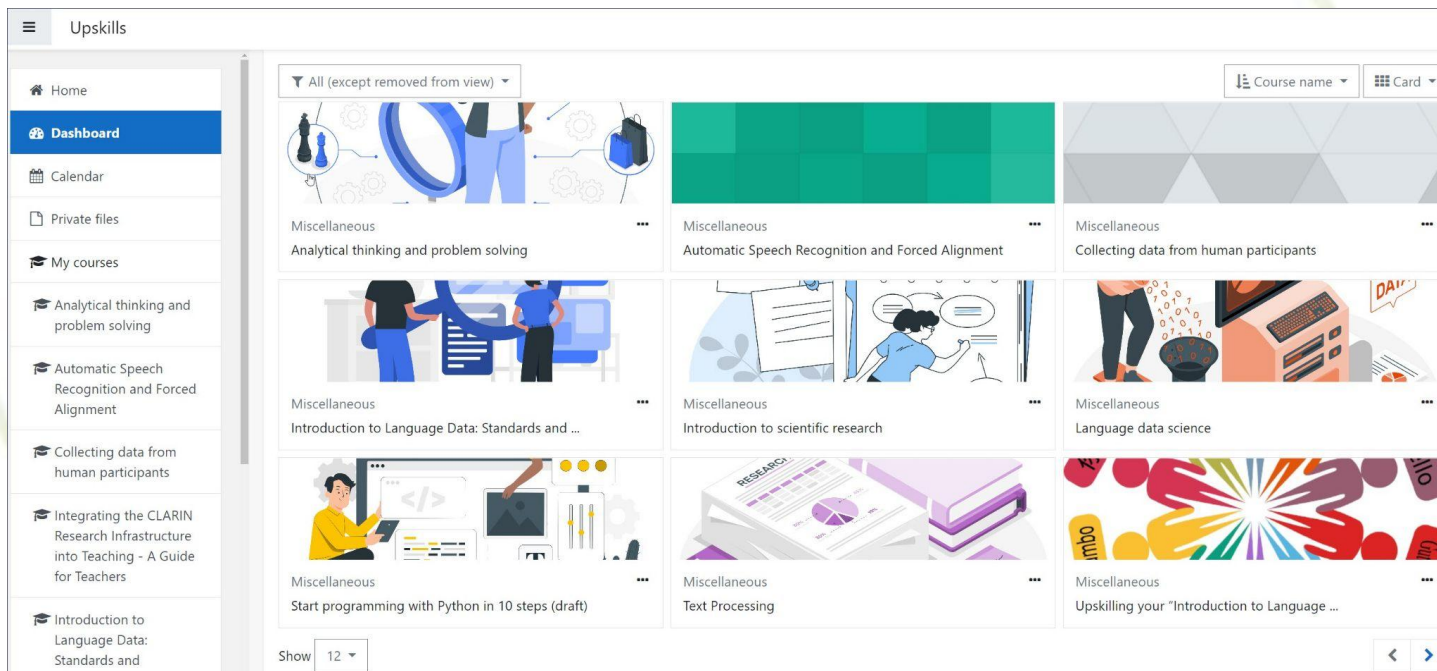 Upskills
Home
Dashboard
Calendar
Private files
My courses
Analytical thinking and
problem solving
Automatic Speech
Recognition and Forced
Alignment
Collecting data from
human participants
Integrating the CLARIN
Research Infrastructure
into Teaching - A Guide
for Teachers
Introduction to
Language Data:
Standards and
All (except removed from view)
Course name
Card
Miscellaneous
Analytical thinking and problem solving
Miscellaneous
Automatic Speech Recognition and Forced Alignment
Miscellaneous
Collecting data from human participants
Miscellaneous
Introduction to Language Data: Standards and ...
Miscellaneous
Introduction to scientific research
DATA
Miscellaneous
Language data science
</>
T
Miscellaneous
Start programming with Python in 10 steps (draft)
RESEARCH
Miscellaneous
Text Processing
Miscellaneous
Upskilling your "Introduction to Language ...
Show 12